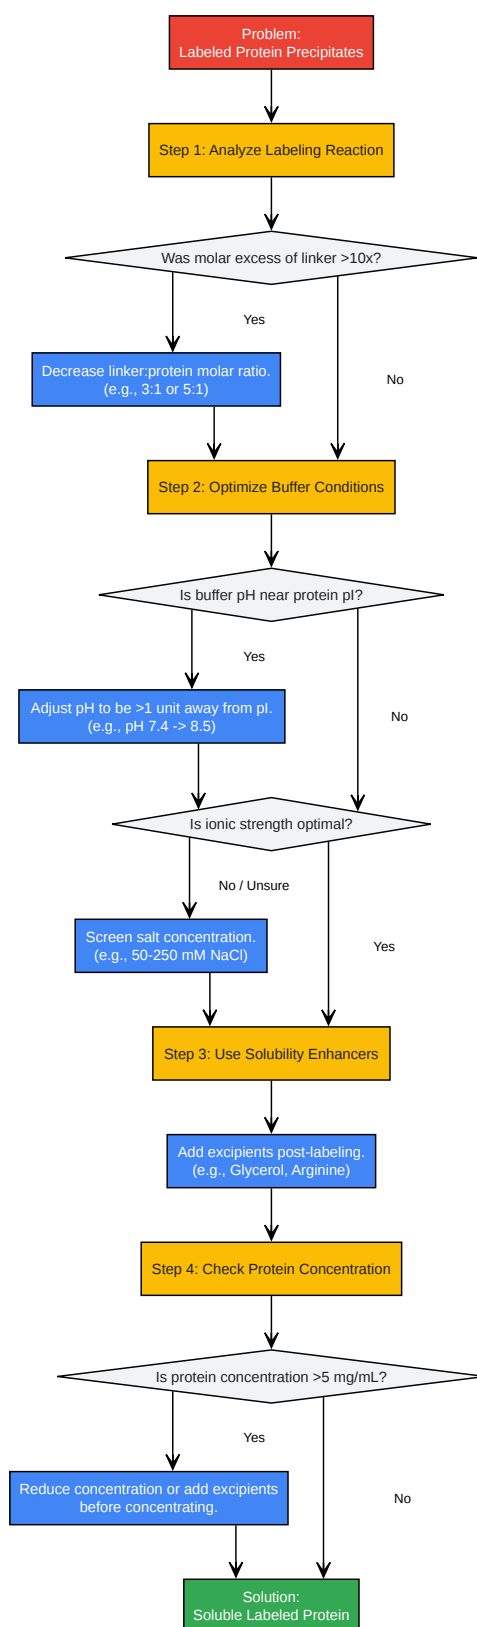 Problem:
Labeled Protein Precipitates
Step 1: Analyze Labeling Reaction
Was molar excess of linker >10x?
Yes
Decrease linker:protein molar ratio.
(e.g., 3:1 or 5:1)
No
Step 2: Optimize Buffer Conditions
Is buffer pH near protein pI?
Yes
Adjust pH to be >1 unit away from pI.
(e.g., pH 7.4 -> 8.5)
No
Is ionic strength optimal?
No / Unsure
Screen salt concentration.
(e.g., 50-250 mM NaCl)
Yes
Step 3: Use Solubility Enhancers
Add excipients post-labeling.
(e.g., Glycerol, Arginine)
Step 4: Check Protein Concentration
Is protein concentration >5 mg/mL?
Yes
Reduce concentration or add excipients
before concentrating.
No
Solution:
Soluble Labeled Protein